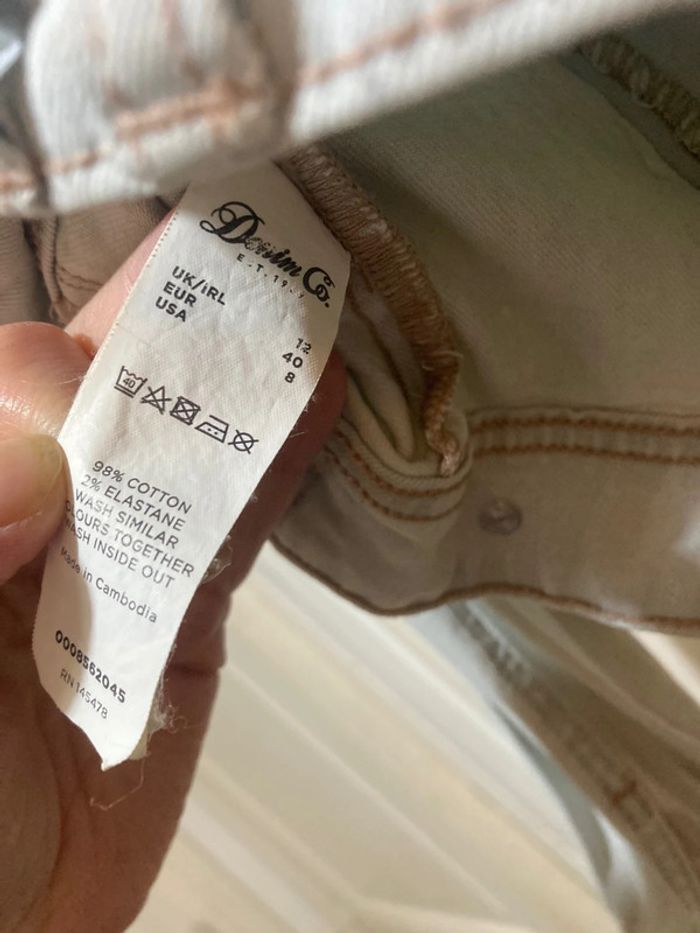 Denim Co.
UK/IRL 12
EUR 40
USA 8
40
98% COTTON
2% ELASTANE
WASH SIMILAR
COLOURS TOGETHER
WASH INSIDE OUT
Made in Cambodia
0008562045
RN 145478